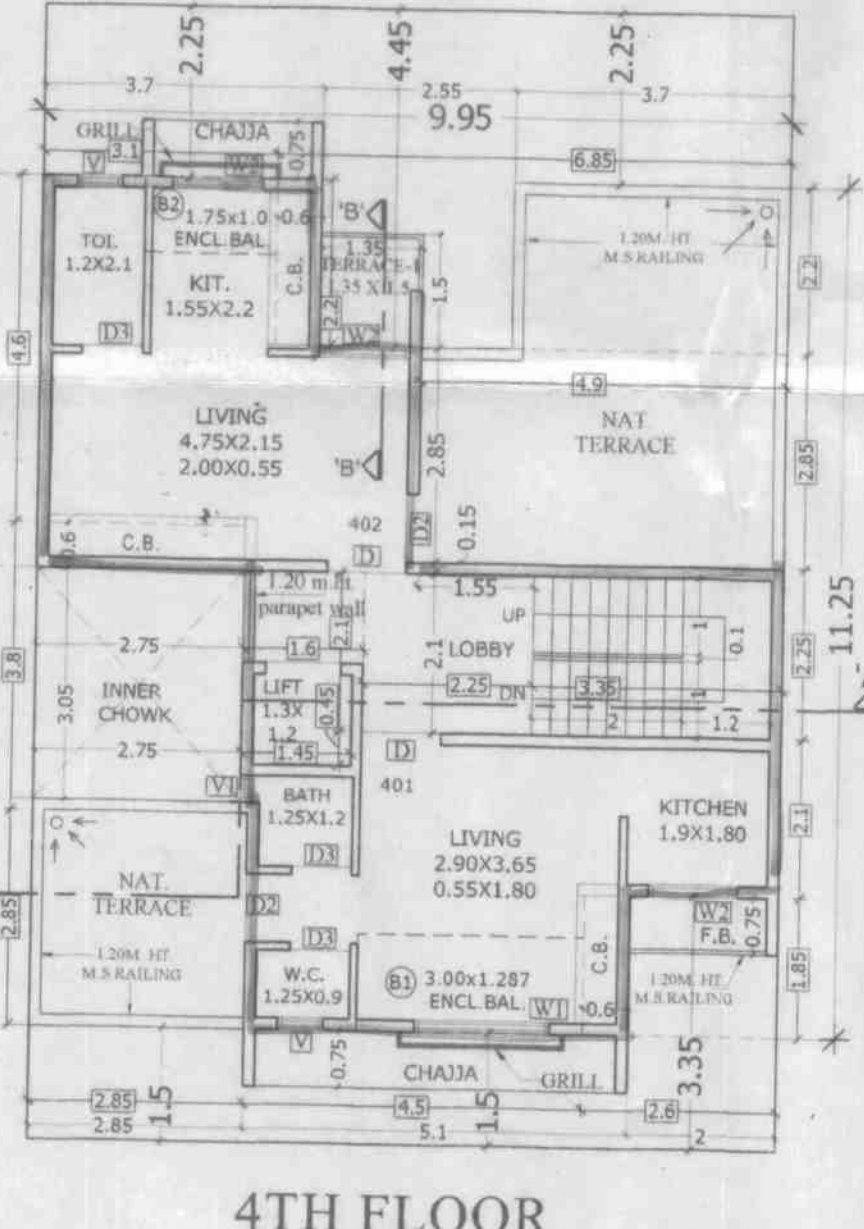 2.25
4.45
2.25
3.7
2.55
3.7
9.95
GRILL
CHAJJA
0.75
3.1
6.85
V
W2
B2
1.75x1.0
0.6
ENCL.BAL
'B'
TOI.
1.2X2.1
KIT.
1.55X2.2
C.B.
1.35
TERRACE-1
1.35 X 1.5
1.5
2.2
W2
1.20M. HT
M.S.RAILING
2.2
D3
4.6
4.9
LIVING
4.75X2.15
2.00X0.55
'B'
2.85
NAT.
TERRACE
2.85
402
D
D2
0.15
0.6
C.B.
1.20 m.ht
parapet wall
1.55
UP
2.1
1
0.1
11.25
2.75
1.6
2.1
LOBBY
2.25
3.8
3.05
INNER
CHOWK
LIFT
1.3X
1.2
0.45
2.25
DN
3.35
1
2
1.2
2.75
1.45
D
401
V1
BATH
1.25X1.2
KITCHEN
1.9X1.80
2.1
LIVING
2.90X3.65
0.55X1.80
D3
NAT.
TERRACE
D2
2.85
W2
F.B.
0.75
D3
1.20M. HT
M.S.RAILING
W.C.
1.25X0.9
B1
3.00x1.287
ENCL.BAL.
W1
C.B.
0.6
1.20M. HT
M.S.RAILING
1.85
V
0.75
CHAJJA
GRILL
3.35
2.85
1.5
4.5
1.5
2.6
2.85
5.1
2
4TH FLOOR